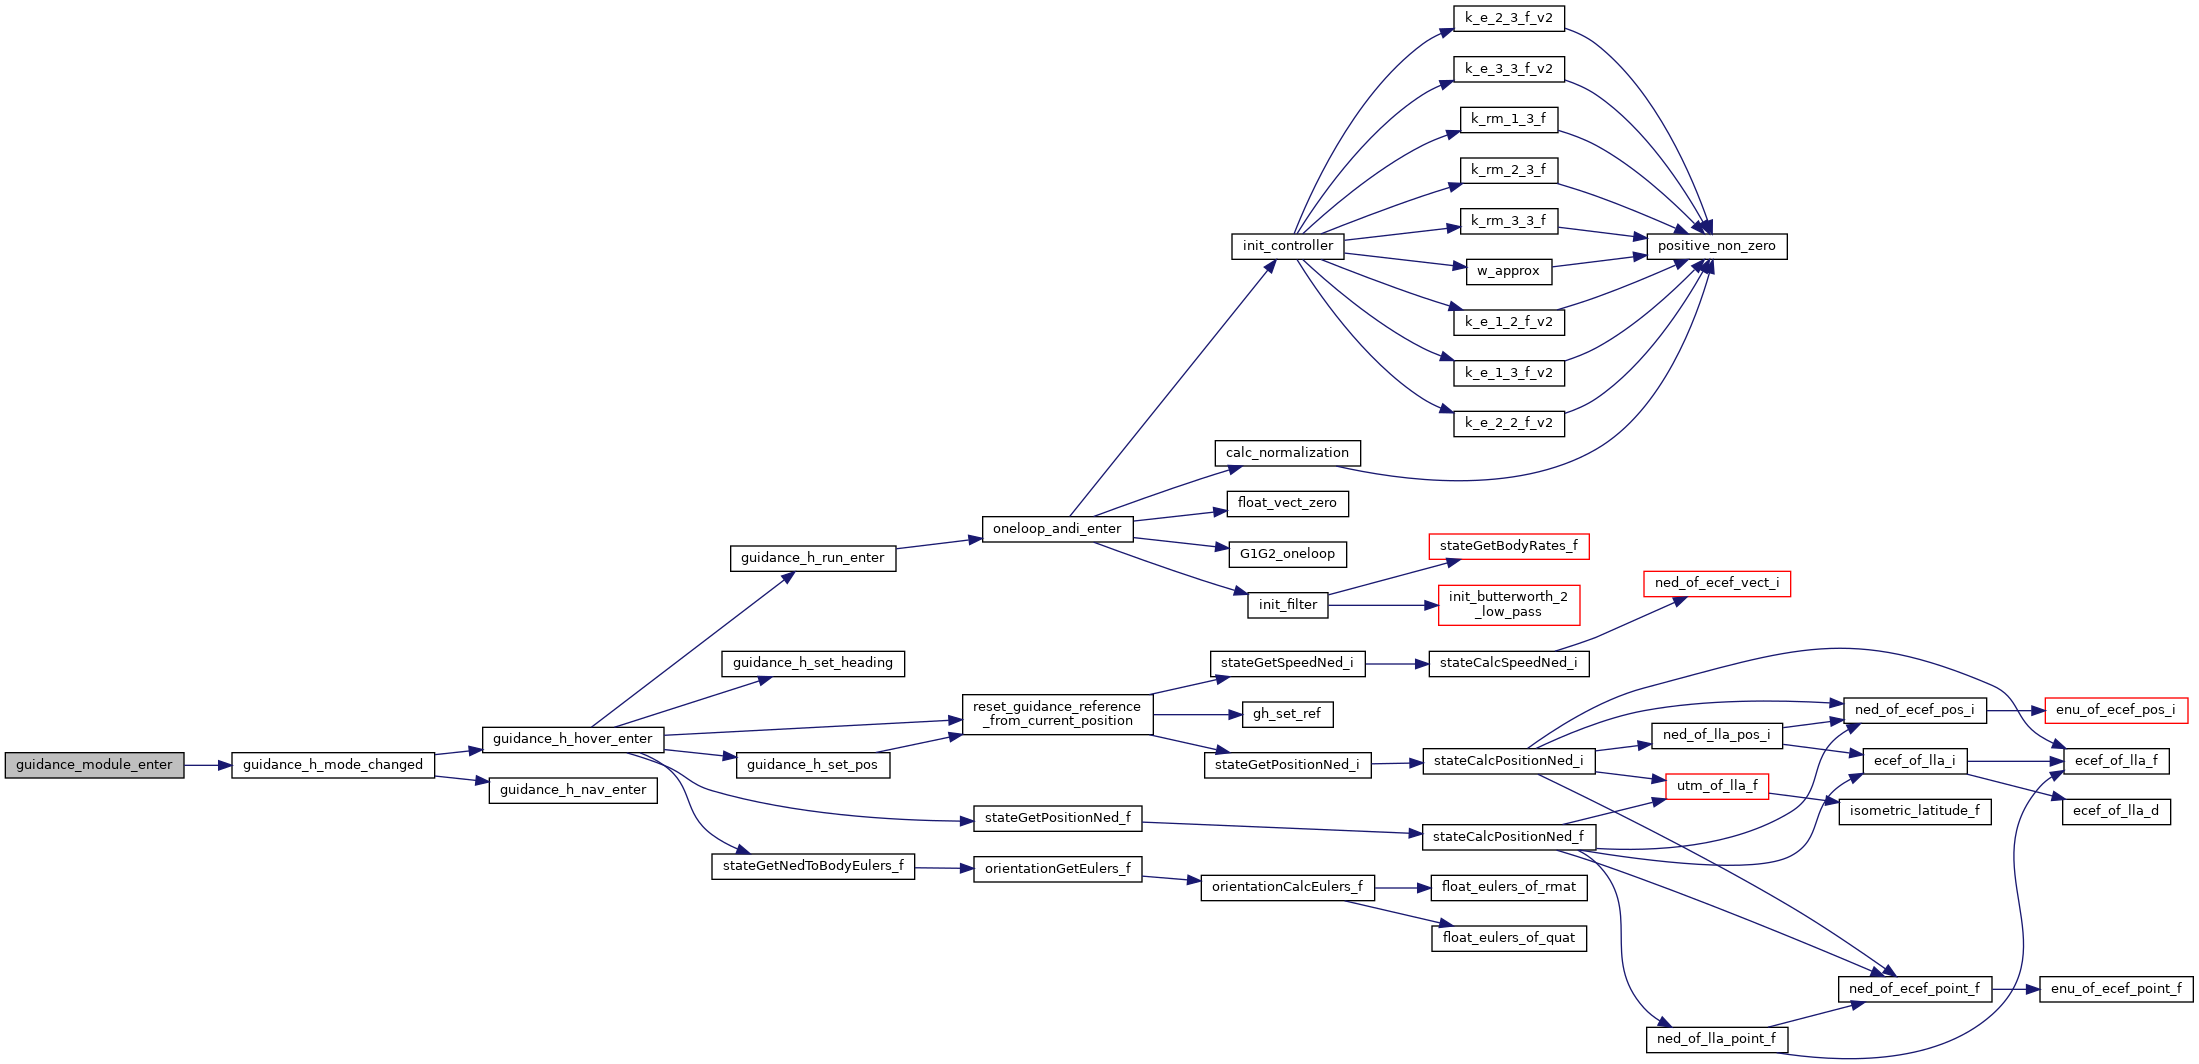 guidance_module_enter
guidance_h_mode_changed
guidance_h_hover_enter
guidance_h_nav_enter
guidance_h_run_enter
guidance_h_set_heading
guidance_h_set_pos
stateGetNedToBodyEulers_f
oneloop_andi_enter
reset_guidance_reference
_from_current_position
stateGetPositionNed_f
orientationGetEulers_f
init_controller
calc_normalization
float_vect_zero
G1G2_oneloop
init_filter
stateGetSpeedNed_i
gh_set_ref
stateGetPositionNed_i
orientationCalcEulers_f
k_e_2_3_f_v2
k_e_3_3_f_v2
k_rm_1_3_f
k_rm_2_3_f
k_rm_3_3_f
w_approx
k_e_1_2_f_v2
k_e_1_3_f_v2
k_e_2_2_f_v2
stateGetBodyRates_f
init_butterworth_2
_low_pass
stateCalcSpeedNed_i
stateCalcPositionNed_i
stateCalcPositionNed_f
float_eulers_of_rmat
float_eulers_of_quat
positive_non_zero
ned_of_ecef_vect_i
ned_of_lla_pos_i
utm_of_lla_f
ned_of_lla_point_f
ned_of_ecef_pos_i
ecef_of_lla_i
isometric_latitude_f
ned_of_ecef_point_f
enu_of_ecef_pos_i
ecef_of_lla_f
ecef_of_lla_d
enu_of_ecef_point_f